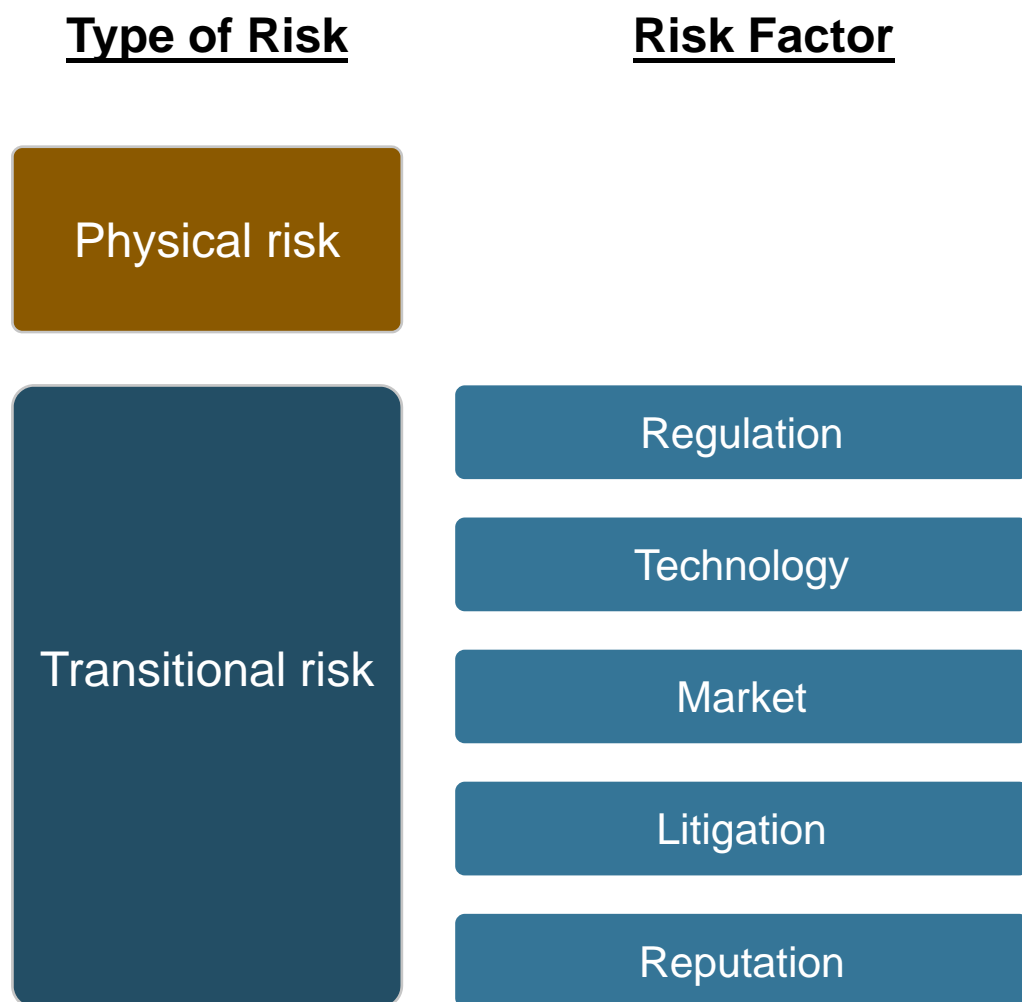 Type of Risk
Risk Factor
Physical risk
Transitional risk
Regulation
Technology
Market
Litigation
Reputation